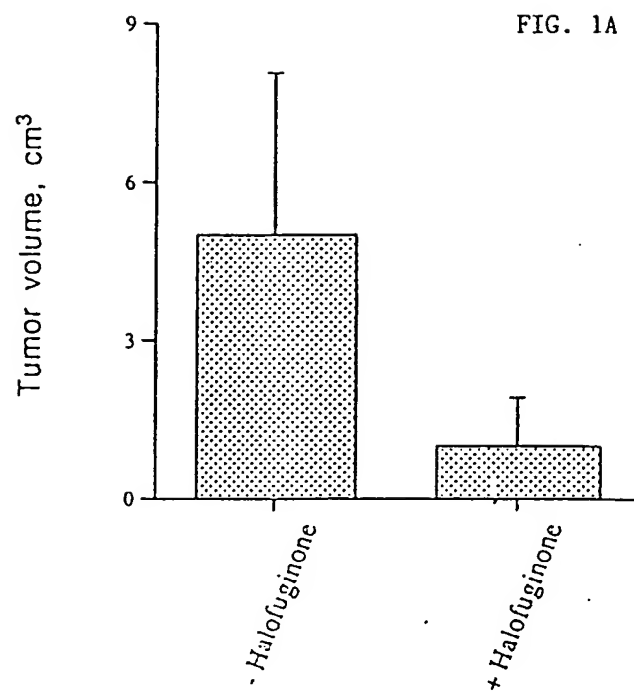 FIG. 1A
Tumor volume, cm³
9
6
3
0
- Halofuginone
+ Halofuginone